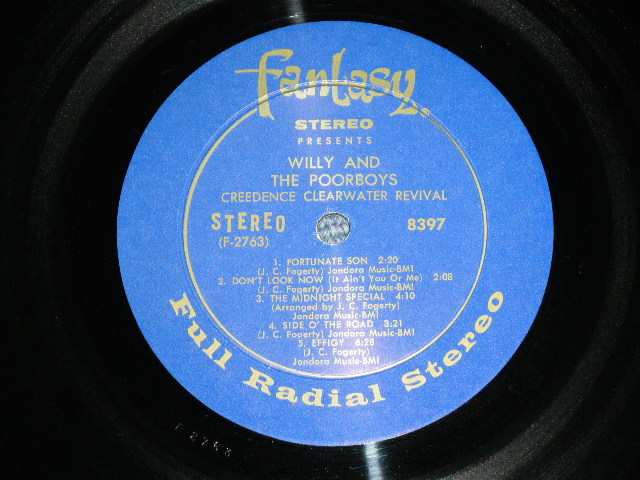 Fantasy®
STEREO
PRESENTS
WILLY AND
THE POORBOYS
CREEDENCE CLEARWATER REVIVAL
STEREO
(F-2763)
8397
1. FORTUNATE SON 2:20
(J. C. Fogerty) Jondora Music-BMI
2. DON'T LOOK NOW (It Ain't You Or Me) 2:08
(J. C. Fogerty) Jondora Music-BMI
3. THE MIDNIGHT SPECIAL 4:10
(Arranged by J. C. Fogerty)
Jondora Music-BMI
4. SIDE O' THE ROAD 3:21
(J. C. Fogerty) Jondora Music-BMI
5. EFFIGY 6:28
(J. C. Fogerty)
Jondora Music-BMI
Full Radial Stereo
F 2763